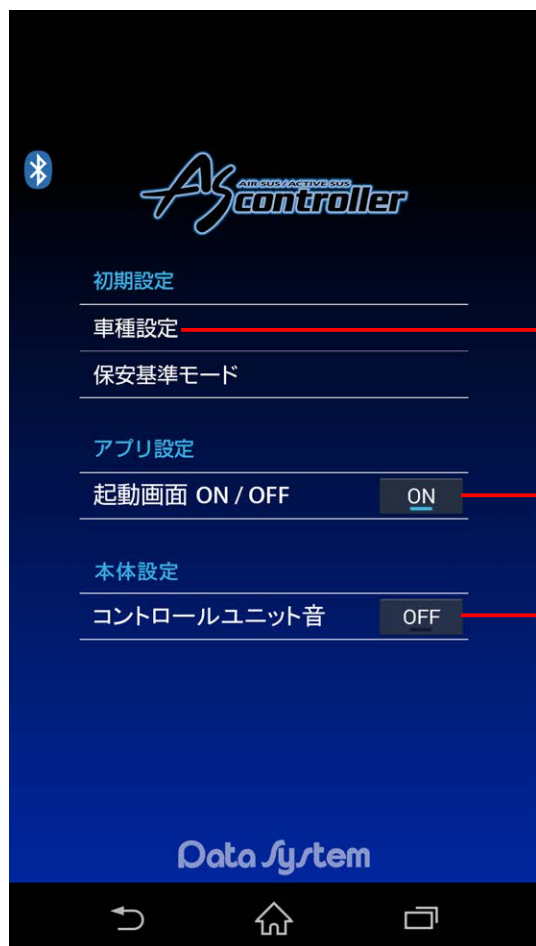 AIR SUS/ACTIVE SUS
AS controller
初期設定
車種設定
保安基準モード
アプリ設定
起動画面 ON / OFF ON
本体設定
コントロールユニット音 OFF
Data System